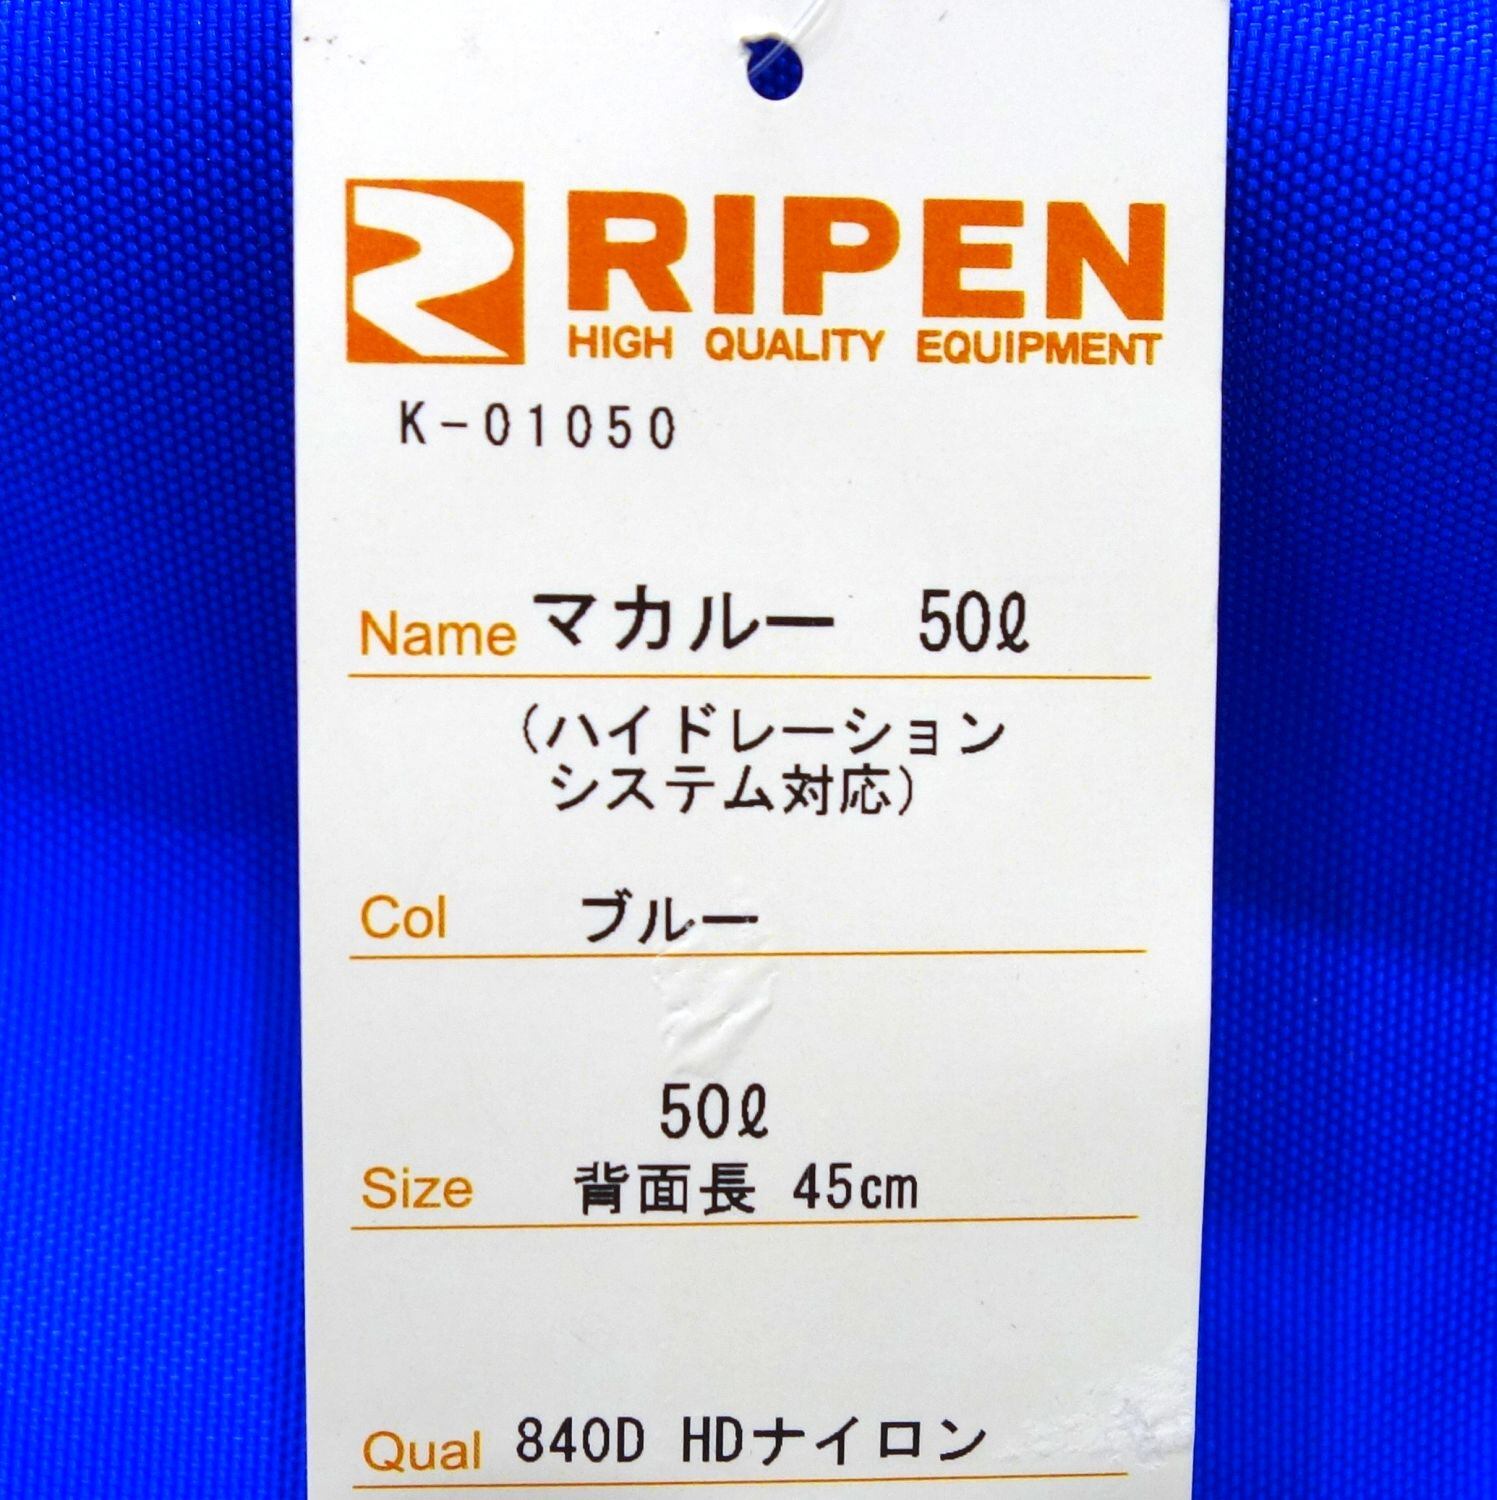 RIPEN
HIGH QUALITY EQUIPMENT
K-01050
Name マカルー 50ℓ
(ハイドレーション
システム対応)
Col ブルー
50ℓ
Size 背面長 45cm
Qual 840D HDナイロン